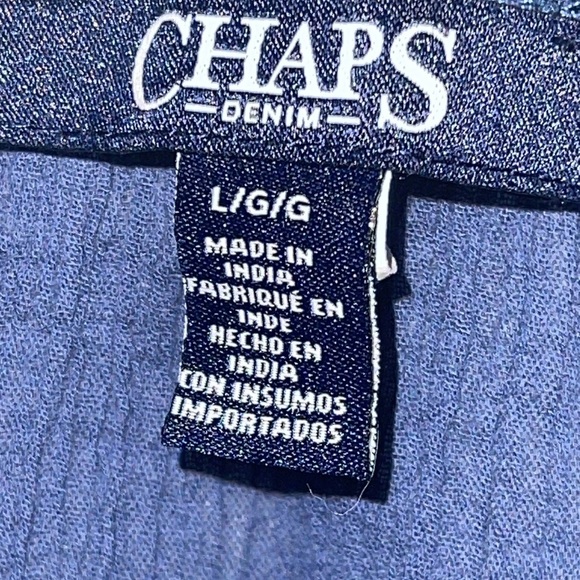 CHAPS
DENIM
L/G/G
MADE IN
INDIA
FABRIQUÉ EN
INDE
HECHO EN
INDIA
CON INSUMOS
IMPORTADOS